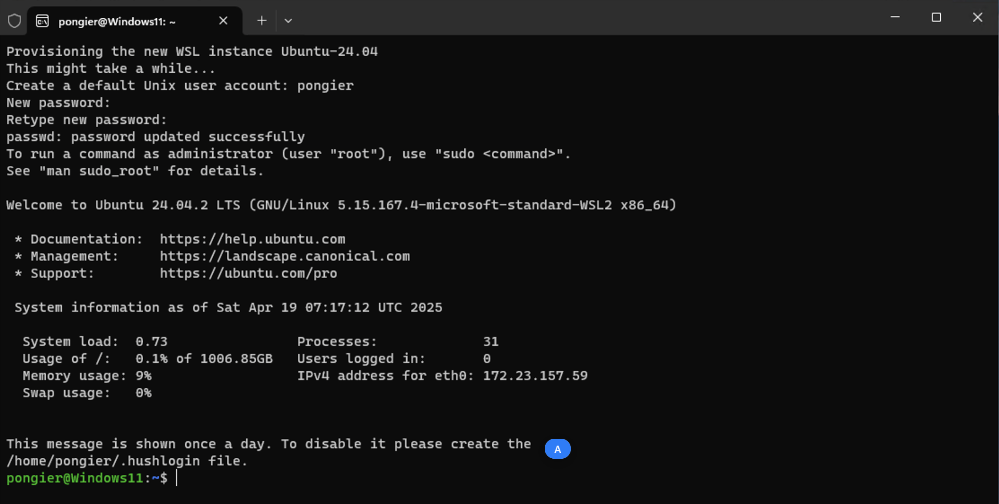 pongier@Windows11: ~
Provisioning the new WSL instance Ubuntu-24.04
This might take a while...
Create a default Unix user account: pongier
New password:
Retype new password:
passwd: password updated successfully
To run a command as administrator (user "root"), use "sudo <command>".
See "man sudo_root" for details.
Welcome to Ubuntu 24.04.2 LTS (GNU/Linux 5.15.167.4-microsoft-standard-WSL2 x86_64)
* Documentation:  https://help.ubuntu.com
* Management:     https://landscape.canonical.com
* Support:        https://ubuntu.com/pro
System information as of Sat Apr 19 07:17:12 UTC 2025
System load:  0.73                Processes:             31
Usage of /:   0.1% of 1006.85GB   Users logged in:       0
Memory usage: 9%                  IPv4 address for eth0: 172.23.157.59
Swap usage:   0%
This message is shown once a day. To disable it please create the
A
/home/pongier/.hushlogin file.
pongier@Windows11:~$